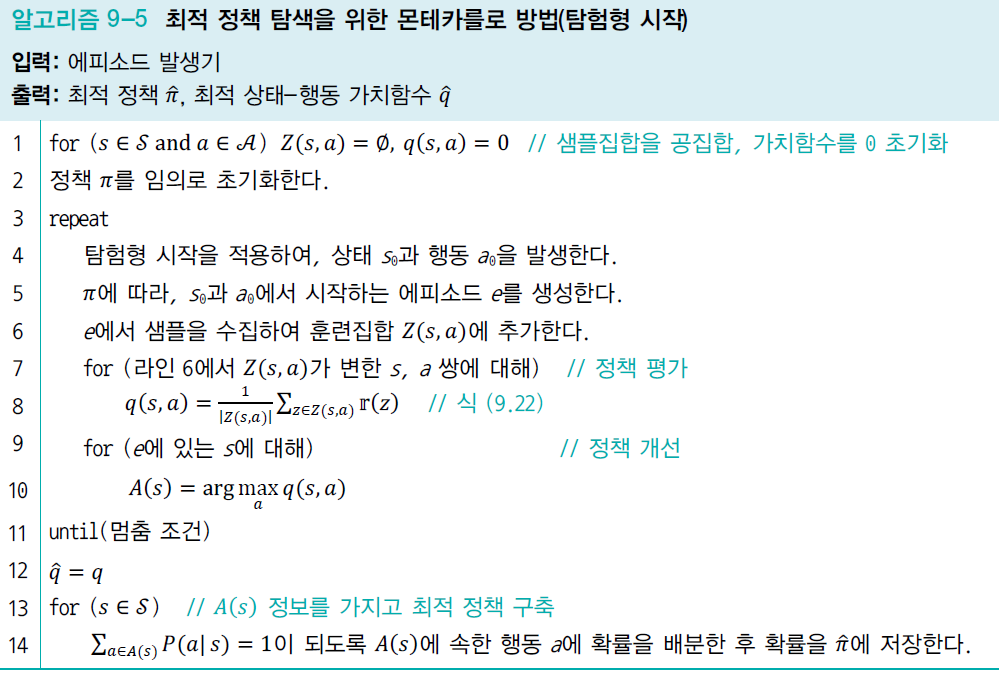 알고리즘 9-5 최적 정책 탐색을 위한 몬테카를로 방법(탐험형 시작)
입력: 에피소드 발생기
출력: 최적 정책 π̂, 최적 상태-행동 가치함수 q̂
1 for (s ∈ 𝒮 and a ∈ 𝒜) Z(s, a) = ∅, q(s, a) = 0 // 샘플집합을 공집합, 가치함수를 0 초기화
2 정책 π를 임의로 초기화한다.
3 repeat
4 탐험형 시작을 적용하여, 상태 s₀과 행동 a₀을 발생한다.
5 π에 따라, s₀과 a₀에서 시작하는 에피소드 e를 생성한다.
6 e에서 샘플을 수집하여 훈련집합 Z(s, a)에 추가한다.
7 for (라인 6에서 Z(s, a)가 변한 s, a 쌍에 대해) // 정책 평가
8 q(s, a) = 1/|Z(s,a)| ∑_{z∈Z(s,a)} 𝕣(z) // 식 (9.22)
9 for (e에 있는 s에 대해) // 정책 개선
10 A(s) = arg max_a q(s, a)
11 until(멈춤 조건)
12 q̂ = q
13 for (s ∈ 𝒮) // A(s) 정보를 가지고 최적 정책 구축
14 ∑_{a∈A(s)} P(a|s) = 1이 되도록 A(s)에 속한 행동 a에 확률을 배분한 후 확률을 π̂에 저장한다.